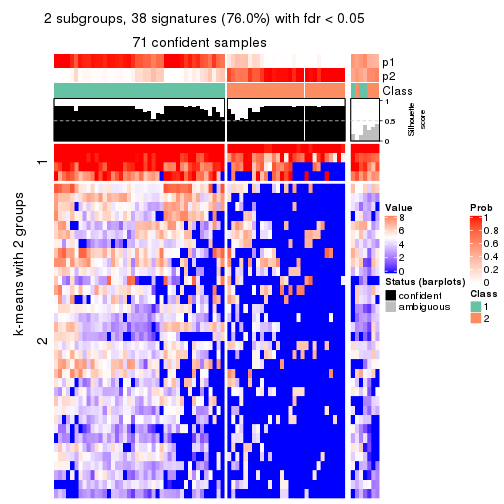 2 subgroups, 38 signatures (76.0%) with fdr < 0.05
71 confident samples
p1
p2
Class
1
0.5
0
Silhouette
score
k-means with 2 groups
1
2
Value
8
6
4
2
0
Prob
1
0.8
0.6
0.4
0.2
0
Status (barplots)
confident
ambiguous
Class
1
2